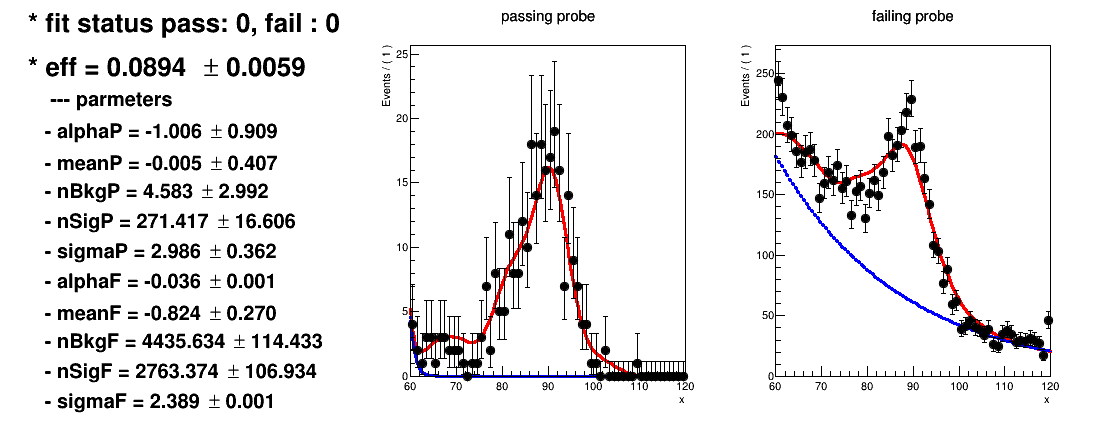 * fit status pass: 0, fail : 0
* eff = 0.0894 ± 0.0059
--- parmeters
- alphaP = -1.006 ± 0.909
- meanP = -0.005 ± 0.407
- nBkgP = 4.583 ± 2.992
- nSigP = 271.417 ± 16.606
- sigmaP = 2.986 ± 0.362
- alphaF = -0.036 ± 0.001
- meanF = -0.824 ± 0.270
- nBkgF = 4435.634 ± 114.433
- nSigF = 2763.374 ± 106.934
- sigmaF = 2.389 ± 0.001
passing probe
Events / ( 1 )
25
20
15
10
5
0
60 70 80 90 100 110 120
x
failing probe
Events / ( 1 )
250
200
150
100
50
0
60 70 80 90 100 110 120
x